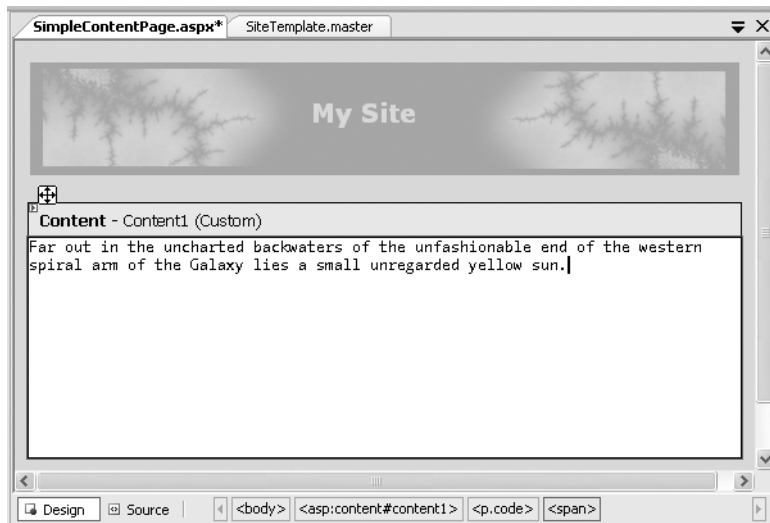 SimpleContentPage.aspx* SiteTemplate.master
My Site
Content - Content1 (Custom)
Far out in the uncharted backwaters of the unfashionable end of the western
spiral arm of the Galaxy lies a small unregarded yellow sun.
Design Source <body> <asp:content#content1> <p.code> <span>